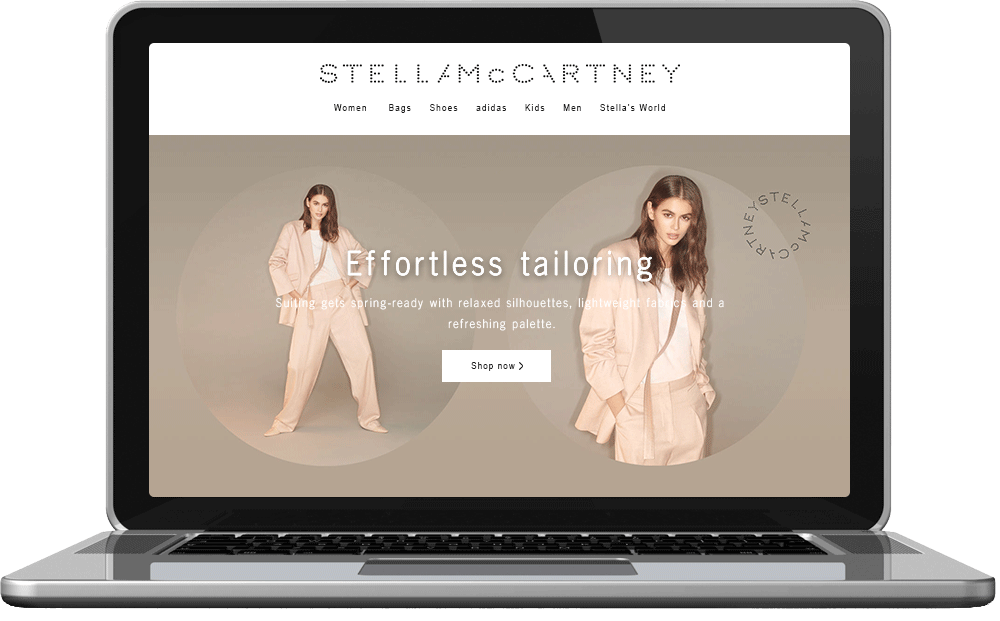 STELLA McCARTNEY
Women Bags Shoes adidas Kids Men Stella's World
STELLA McCARTNEY
Effortless tailoring
Suiting gets spring-ready with relaxed silhouettes, lightweight fabrics and a
refreshing palette.
Shop now >